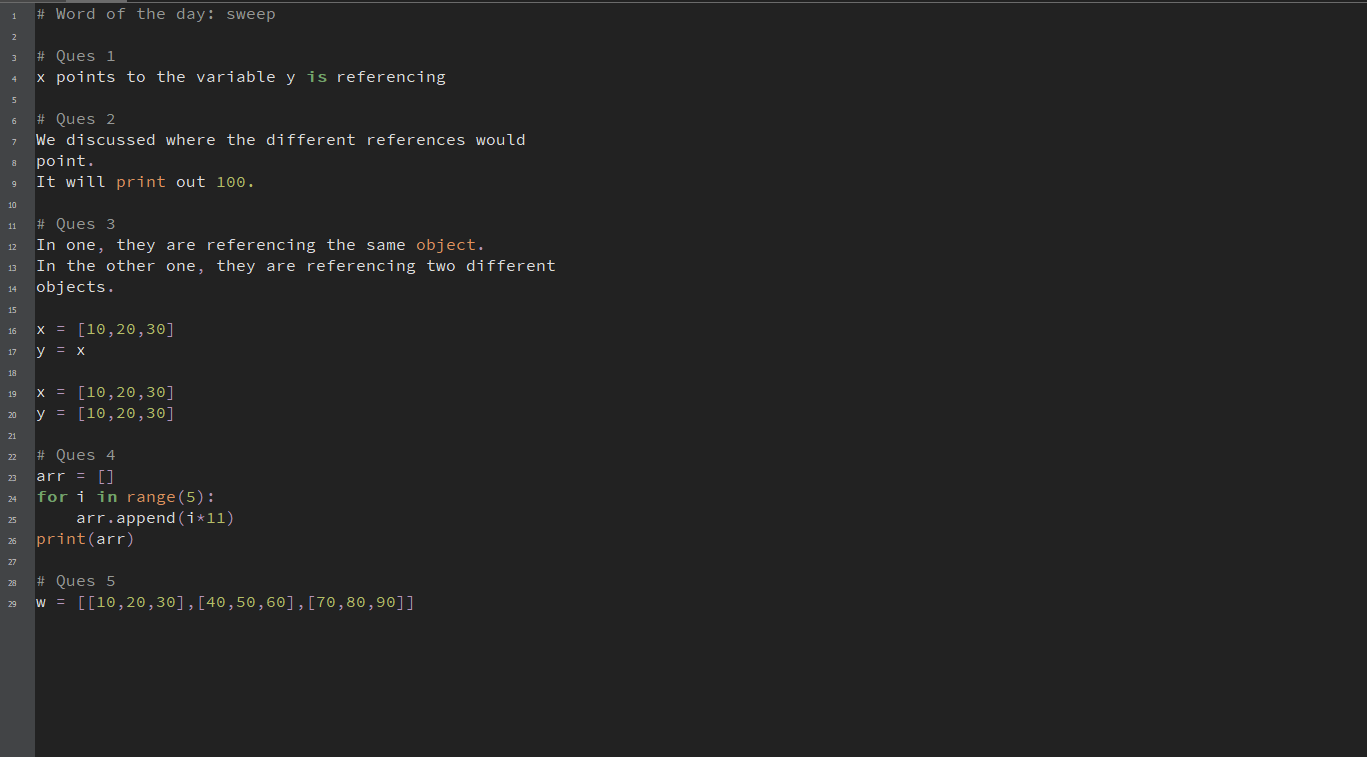 1 # Word of the day: sweep
2
3 # Ques 1
4 x points to the variable y is referencing
5
6 # Ques 2
7 We discussed where the different references would
8 point.
9 It will print out 100.
10
11 # Ques 3
12 In one, they are referencing the same object.
13 In the other one, they are referencing two different
14 objects.
15
16 x = [10,20,30]
17 y = x
18
19 x = [10,20,30]
20 y = [10,20,30]
21
22 # Ques 4
23 arr = []
24 for i in range(5):
25     arr.append(i*11)
26 print(arr)
27
28 # Ques 5
29 w = [[10,20,30],[40,50,60],[70,80,90]]